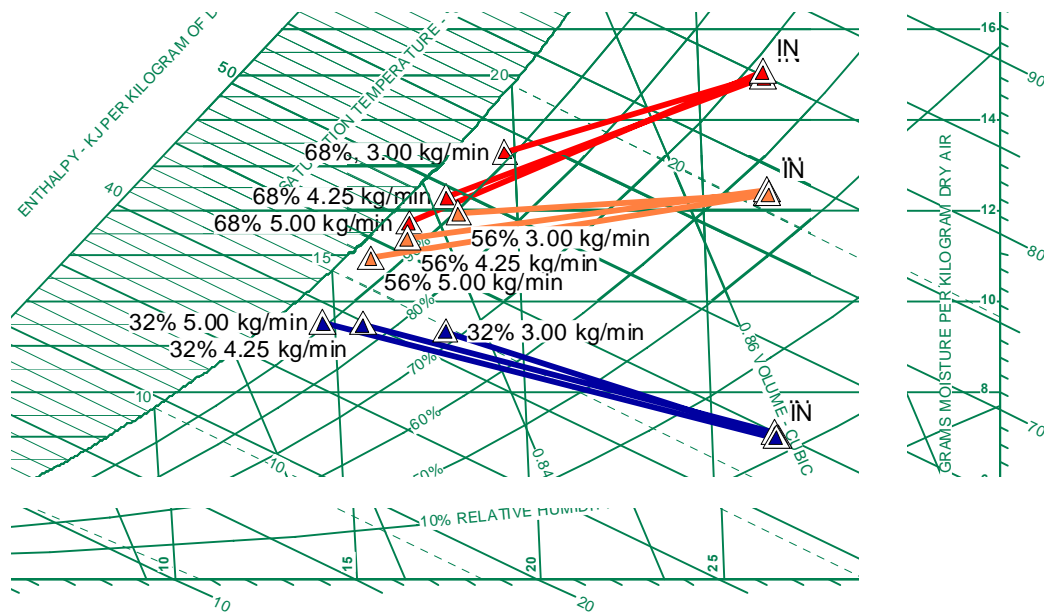 ENTHALPY - KJ PER KILOGRAM OF
SATURATION TEMPERATURE -
50
40
20
15
10
IN
68%, 3.00 kg/min
68% 4.25 kg/min
68% 5.00 kg/min
20
IN
56% 3.00 kg/min
56% 4.25 kg/min
56% 5.00 kg/min
90%
80%
70%
60%
32% 5.00 kg/min
32% 4.25 kg/min
32% 3.00 kg/min
IN
0.86 VOLUME - CUBIC
0.84
10
GRAMS MOISTURE PER KILOGRAM DRY AIR
16
14
12
10
8
90
80
70
10% RELATIVE
10
15
20
25
10
20